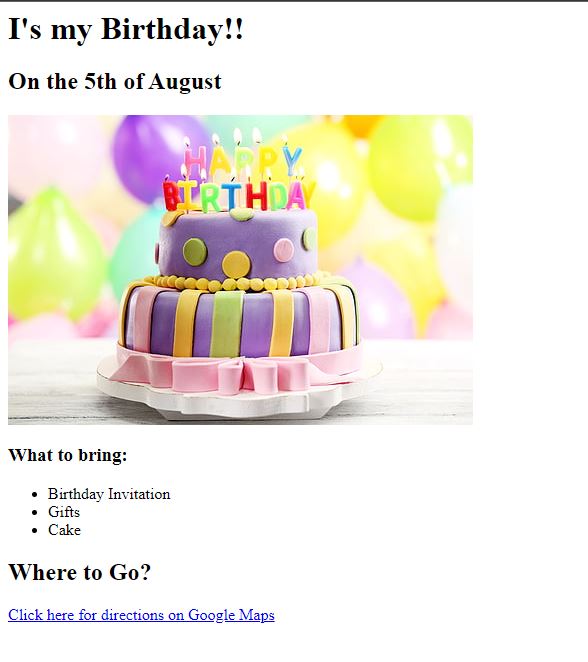 I's my Birthday!!
On the 5th of August
HAPPY
BIRTHDAY
What to bring:
Birthday Invitation
Gifts
Cake
Where to Go?
Click here for directions on Google Maps